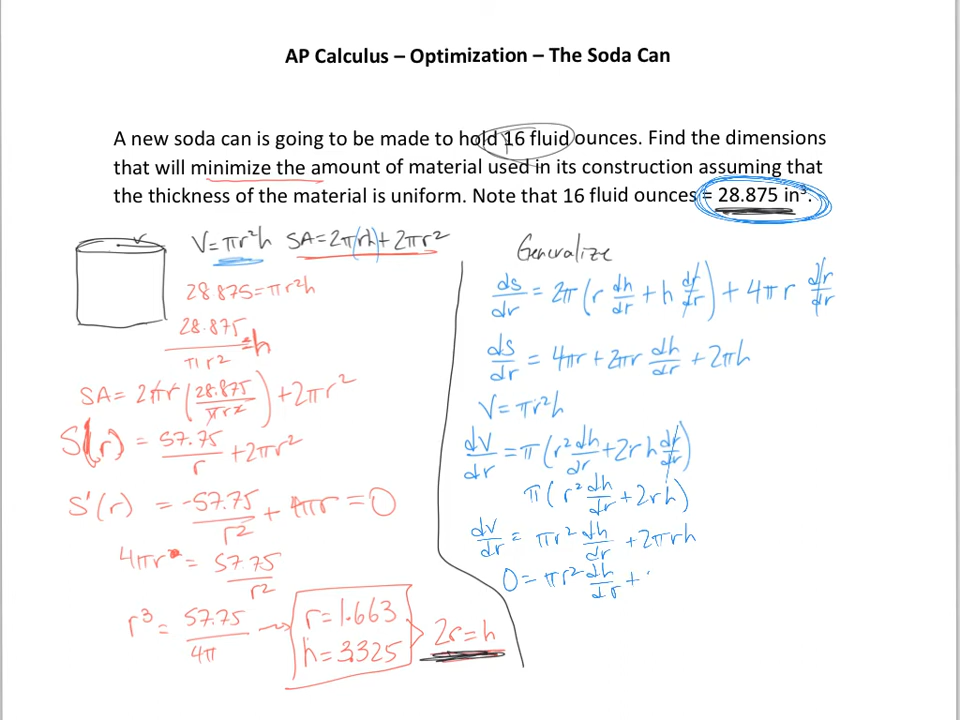 AP Calculus – Optimization – The Soda Can
A new soda can is going to be made to hold 16 fluid ounces. Find the dimensions
that will minimize the amount of material used in its construction assuming that
the thickness of the material is uniform. Note that 16 fluid ounces = 28.875 in³.
V=πr²h SA=2π(rh)+2πr²
28.875=πr²h
28.875/πr² = h
SA= 2πr(28.875/πr²)+2πr²
S(r) = 57.75/r +2πr²
S'(r) = -57.75/r² + 4πr = 0
4πr = 57.75/r²
r³ = 57.75/4π → r=1.663
h=3.325 2r=h
Generalize
ds/dr = 2π(r dh/dr + h dr/dr) + 4πr dr/dr
ds/dr = 4πr+2πr dh/dr +2πh
V=πr²h
dV/dr =π(r² dh/dr +2rh dr/dr)
π(r² dh/dr +2rh)
dV/dr = πr² dh/dr +2πrh
0= πr² dh/dr +